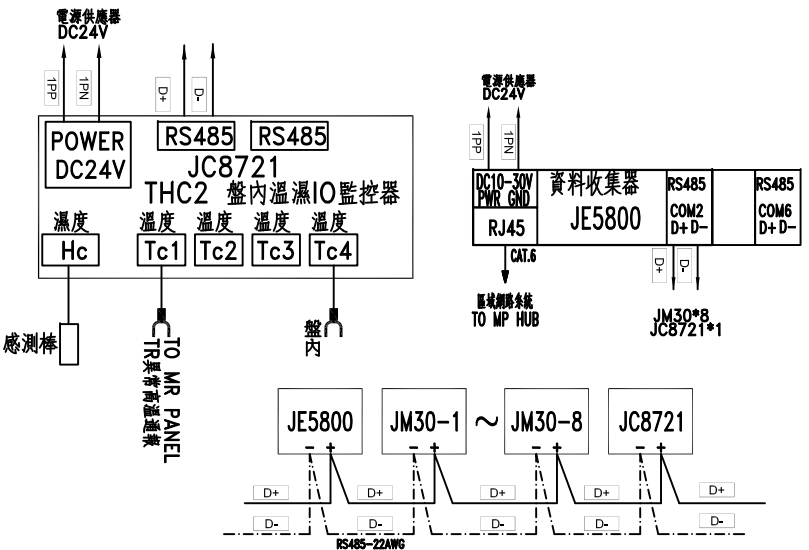 電源供應器
DC24V
1PP
1PN
D+
D-
POWER
DC24V
RS485
RS485
JC8721
THC2 盤內溫濕IO監控器
濕度
溫度
溫度
溫度
溫度
Hc
Tc1
Tc2
Tc3
Tc4
感測棒
TO MR PANEL
TR異常高溫通報
盤內
電源供應器
DC24V
1PP
1PN
DC10-30V
PWR GND
RJ45
資料收集器
JE5800
RS485
COM2
D+ D-
RS485
COM6
D+ D-
CAT.6
區域網路系統
TO MP HUB
D+
D-
JM30*8
JC8721*1
JE5800
JM30-1
~
JM30-8
JC8721
- +
- +
- +
- +
D+
D+
D+
D+
D+
D-
D-
D-
D-
D-
RS485-22AWG